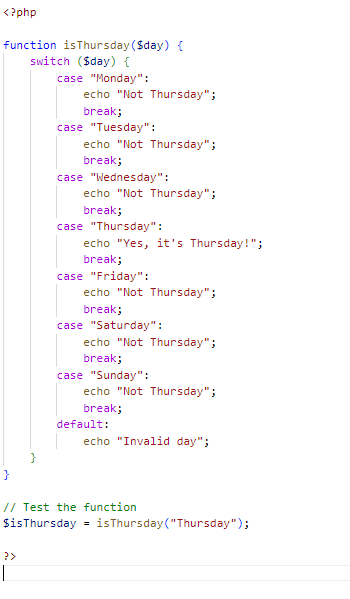 <?php
function isThursday($day) {
    switch ($day) {
        case "Monday":
            echo "Not Thursday";
            break;
        case "Tuesday":
            echo "Not Thursday";
            break;
        case "Wednesday":
            echo "Not Thursday";
            break;
        case "Thursday":
            echo "Yes, it's Thursday!";
            break;
        case "Friday":
            echo "Not Thursday";
            break;
        case "Saturday":
            echo "Not Thursday";
            break;
        case "Sunday":
            echo "Not Thursday";
            break;
        default:
            echo "Invalid day";
    }
}
// Test the function
$isThursday = isThursday("Thursday");
?>